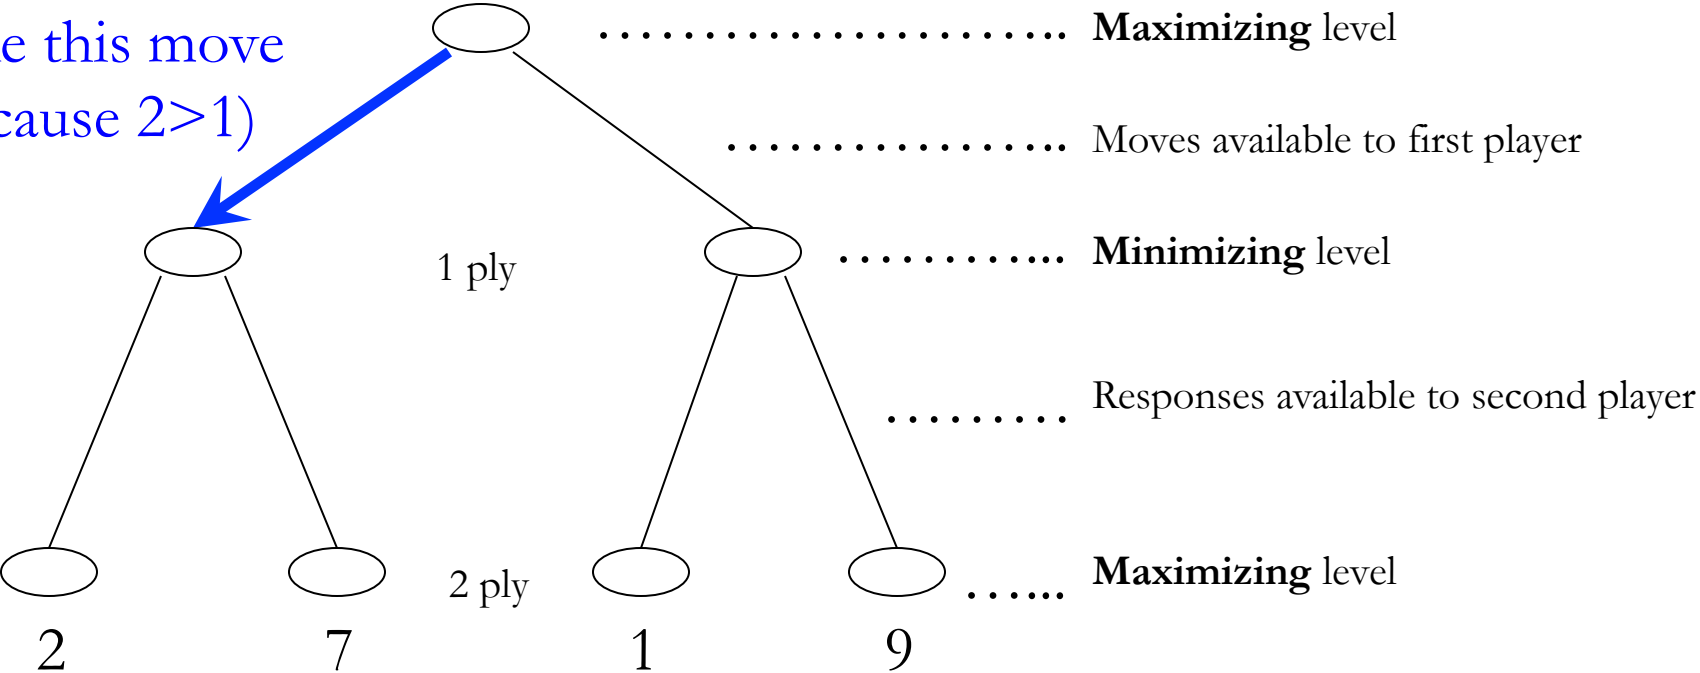 this move
2>1)
Maximizing level
Moves available to first player
1 ply
Minimizing level
Responses available to second player
2 ply
Maximizing level
2 7 1 9